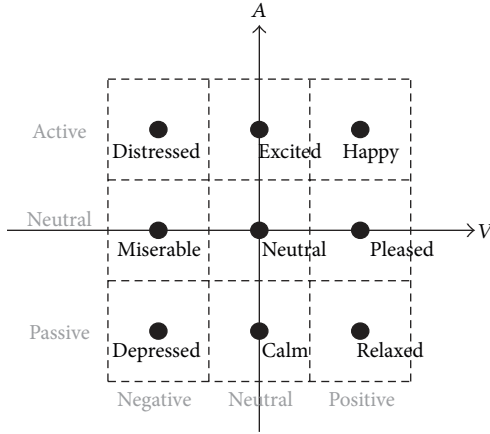 A
Active
Distressed Excited Happy
Neutral
V
Miserable Neutral Pleased
Passive
Depressed Calm Relaxed
Negative Neutral Positive